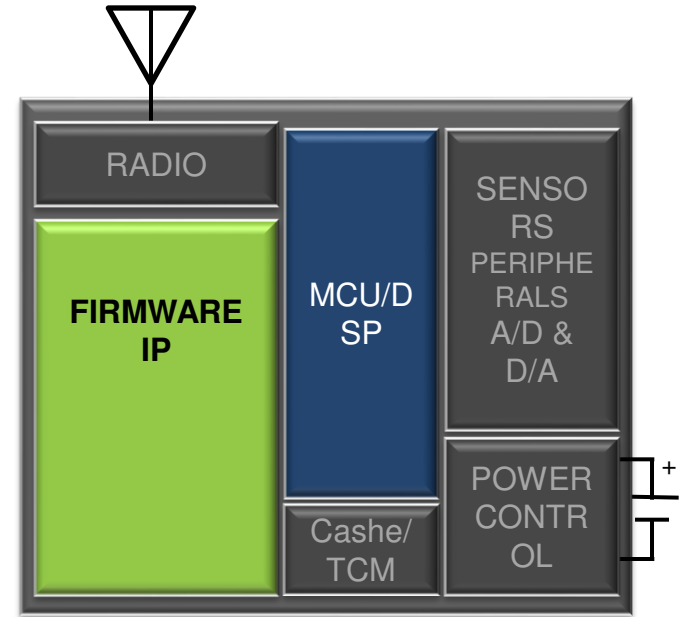 RADIO
FIRMWARE
IP
MCU/D
SP
Cashe/
TCM
SENSO
RS
PERIPHE
RALS
A/D &
D/A
POWER
CONTR
OL
+